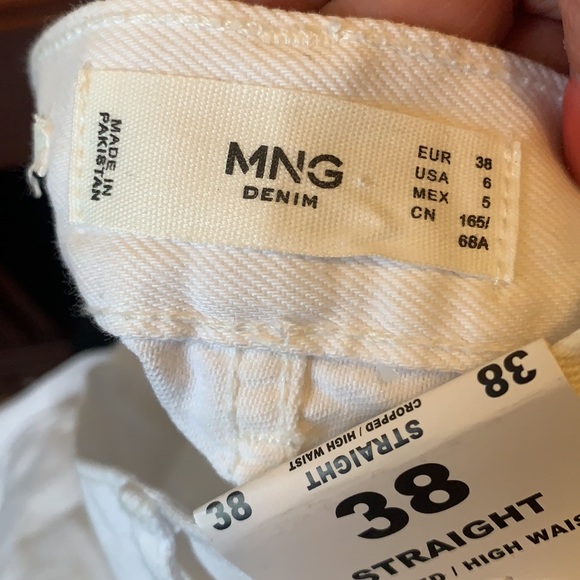 MADE IN
PAKISTAN
MNG
DENIM
EUR 38
USA 6
MEX 5
CN 165/
68A
38
STRAIGHT
CROPPED / HIGH WAIST
38
38
STRAIGHT
/ HIGH